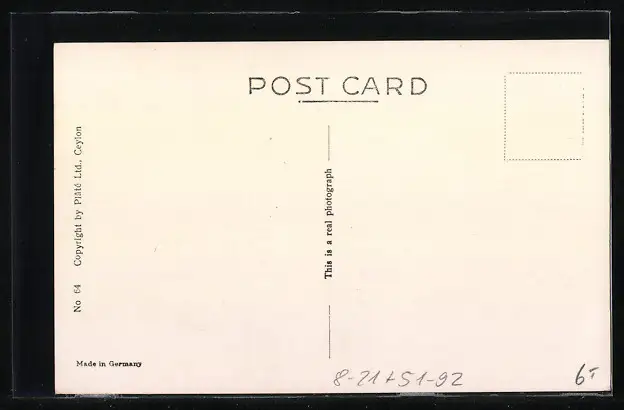 POST CARD
No 64 Copyright by Plâté Ltd., Ceylon
This is a real photograph
Made in Germany
8-21+51-92
6,-